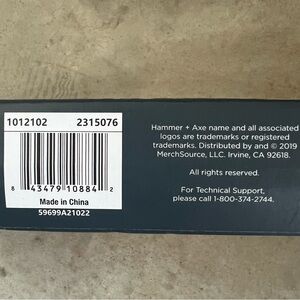 1012102 2315076
8 43479 10884 2
Made in China
59699A21022
Hammer + Axe name and all associated
logos are trademarks or registered
trademarks. Distributed by and © 2019
MerchSource, LLC. Irvine, CA 92618.
All rights reserved.
For Technical Support,
please call 1-800-374-2744.